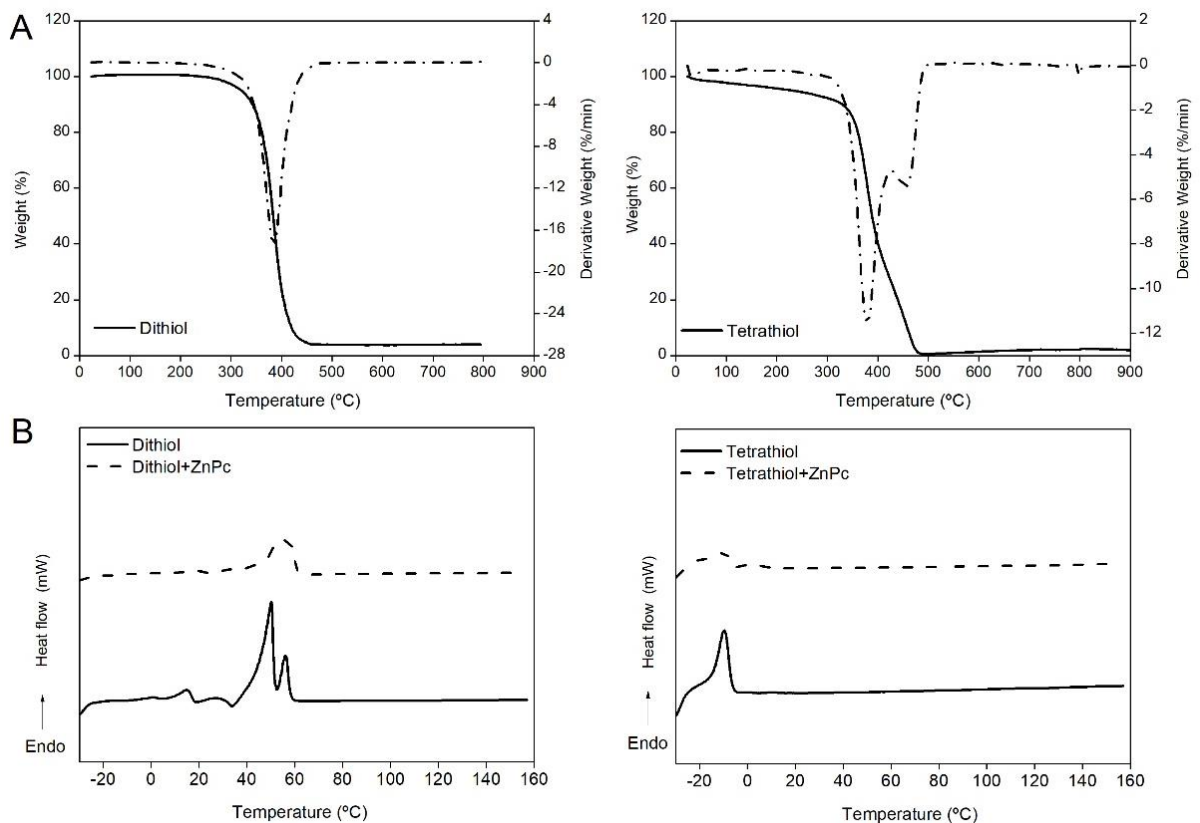 A
120
100
80
60
40
20
0
Weight (%)
4
0
-4
-8
-12
-16
-20
-24
-28
Derivative Weight (%/min)
Dithiol
0 100 200 300 400 500 600 700 800 900
Temperature (ºC)
120
100
80
60
40
20
0
Weight (%)
2
0
-2
-4
-6
-8
-10
-12
Derivative Weight (%/min)
Tetrathiol
0 100 200 300 400 500 600 700 800 900
Temperature (ºC)
B
Dithiol
Dithiol+ZnPc
Heat flow (mW)
Endo
-20 0 20 40 60 80 100 120 140 160
Temperature (ºC)
Tetrathiol
Tetrathiol+ZnPc
Heat flow (mW)
Endo
-20 0 20 40 60 80 100 120 140 160
Temperature (ºC)